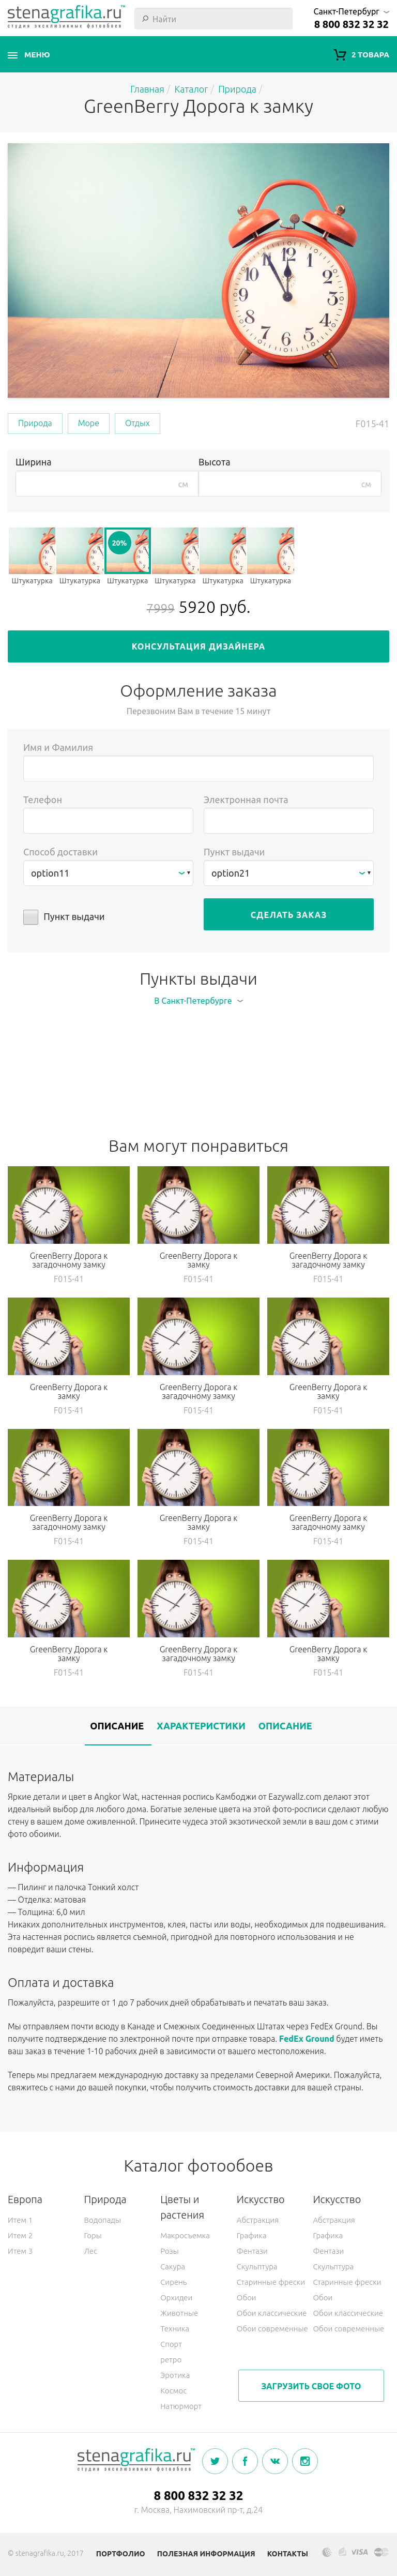 stenagrafika.ru™
студия эксклюзивных фотообоев
Найти
Санкт-Петербург
8 800 832 32 32
МЕНЮ
2 ТОВАРА
Главная / Каталог / Природа /
GreenBerry Дорога к замку
Природа Море Отдых
F015-41
Ширина Высота
см см
20%
Штукатурка Штукатурка Штукатурка Штукатурка Штукатурка Штукатурка
7999 5920 руб.
КОНСУЛЬТАЦИЯ ДИЗАЙНЕРА
Оформление заказа
Перезвоним Вам в течение 15 минут
Имя и Фамилия
Телефон Электронная почта
Способ доставки Пункт выдачи
option11 option21
Пункт выдачи
СДЕЛАТЬ ЗАКАЗ
Пункты выдачи
В Санкт-Петербурге
Вам могут понравиться
GreenBerry Дорога к загадочному замку
F015-41
GreenBerry Дорога к замку
F015-41
GreenBerry Дорога к загадочному замку
F015-41
GreenBerry Дорога к замку
F015-41
GreenBerry Дорога к загадочному замку
F015-41
GreenBerry Дорога к замку
F015-41
GreenBerry Дорога к загадочному замку
F015-41
GreenBerry Дорога к замку
F015-41
GreenBerry Дорога к загадочному замку
F015-41
GreenBerry Дорога к замку
F015-41
GreenBerry Дорога к загадочному замку
F015-41
GreenBerry Дорога к замку
F015-41
ОПИСАНИЕ ХАРАКТЕРИСТИКИ ОПИСАНИЕ
Материалы
Яркие детали и цвет в Angkor Wat, настенная роспись Камбоджи от Eazywallz.com делают этот
идеальный выбор для любого дома. Богатые зеленые цвета на этой фото-росписи сделают любую
стену в вашем доме оживленной. Принесите чудеса этой экзотической земли в ваш дом с этими
фото обоими.
Информация
— Пилинг и палочка Тонкий холст
— Отделка: матовая
— Толщина: 6,0 мил
Никаких дополнительных инструментов, клея, пасты или воды, необходимых для подвешивания.
Эта настенная роспись является съемной, пригодной для повторного использования и не
повредит ваши стены.
Оплата и доставка
Пожалуйста, разрешите от 1 до 7 рабочих дней обрабатывать и печатать ваш заказ.
Мы отправляем почти всюду в Канаде и Смежных Соединенных Штатах через FedEx Ground. Вы
получите подтверждение по электронной почте при отправке товара. FedEx Ground будет иметь
ваш заказ в течение 1-10 рабочих дней в зависимости от вашего местоположения.
Теперь мы предлагаем международную доставку за пределами Северной Америки. Пожалуйста,
свяжитесь с нами до вашей покупки, чтобы получить стоимость доставки для вашей страны.
Каталог фотообоев
Европа
Итем 1
Итем 2
Итем 3
Природа
Водопады
Горы
Лес
Цветы и
растения
Макросъемка
Розы
Сакура
Сирень
Орхидеи
Животные
Техника
Спорт
ретро
Эротика
Космос
Натюрморт
Искусство
Абстракция
Графика
Фентази
Скульптура
Старинные фрески
Обои
Обои классические
Обои современные
Искусство
Абстракция
Графика
Фентази
Скульптура
Старинные фрески
Обои
Обои классические
Обои современные
ЗАГРУЗИТЬ СВОЕ ФОТО
stenagrafika.ru™
студия эксклюзивных фотообоев
8 800 832 32 32
г. Москва, Нахимовский пр-т, д.24
© stenagrafika.ru, 2017 ПОРТФОЛИО ПОЛЕЗНАЯ ИНФОРМАЦИЯ КОНТАКТЫ VISA